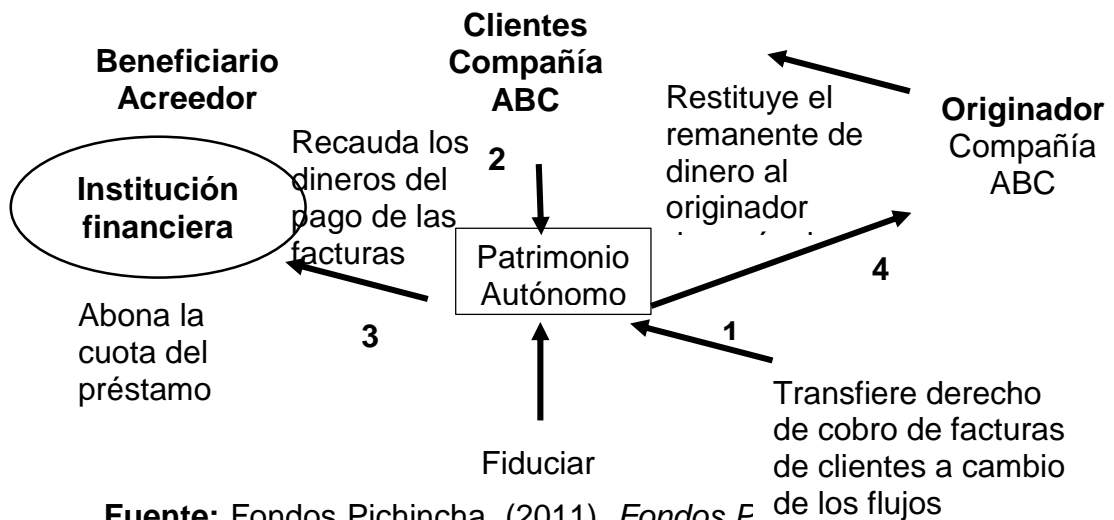 Clientes
Compañía
ABC
Beneficiario
Acreedor
Institución
financiera
Recauda los
dineros del
pago de las
facturas
2
Restituye el
remanente de
dinero al
originador
Originador
Compañía
ABC
Patrimonio
Autónomo
4
3
1
Abona la
cuota del
préstamo
Transfiere derecho
de cobro de facturas
de clientes a cambio
de los flujos
Fiduciar
Fuente: Fondos Pichincha. (2011). Fondos P